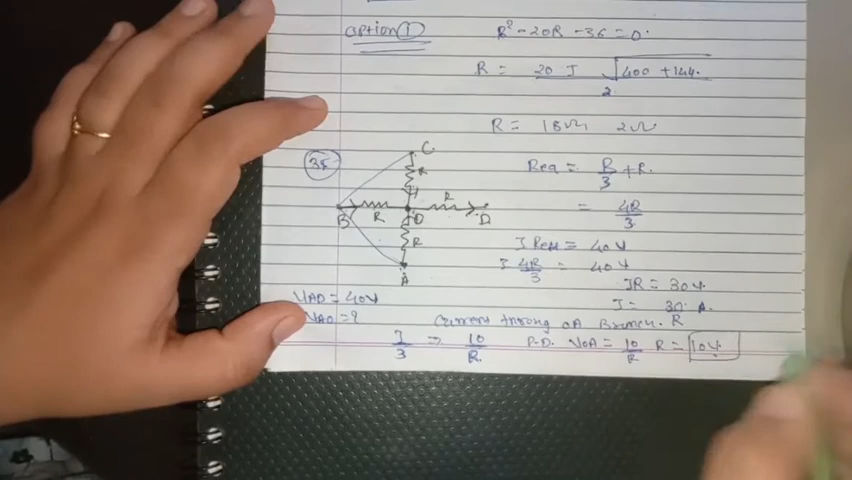 option ①
R² - 20R - 36 = 0.
R = 20 ± √400 + 144.
2
R = 18Ω 2Ω
35
C.
R
B R O R D
R
A
Req = R/3 + R.
= 4R/3
I Req = 40V
I 4R/3 = 40V
IR = 30V.
I = 30/R A.
VAD = 40V
VAO = ?
Current through OA Branch.
I/3 ⇒ 10/R. P.D. VOA = 10/R R = 10V.